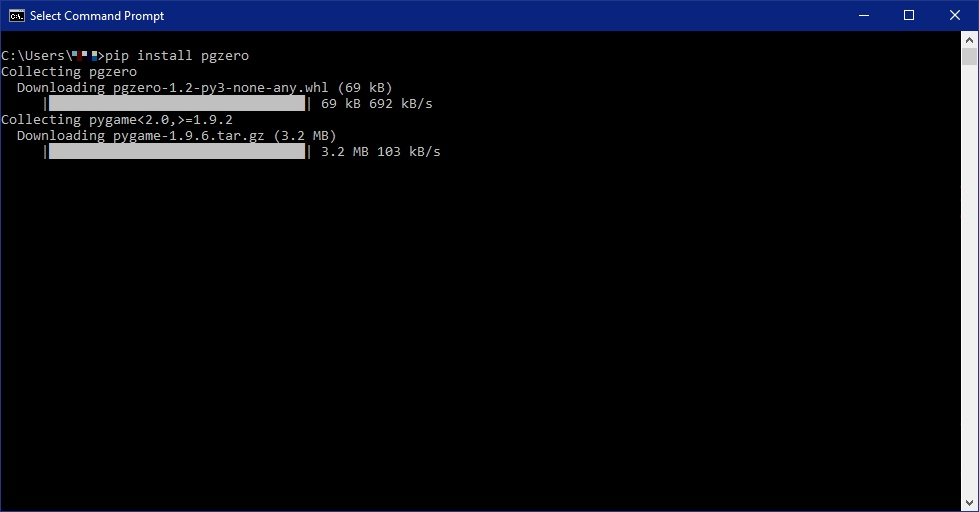 Select Command Prompt
C:\Users\>pip install pgzero
Collecting pgzero
Downloading pgzero-1.2-py3-none-any.whl (69 kB)
|| 69 kB 692 kB/s
Collecting pygame<2.0,>=1.9.2
Downloading pygame-1.9.6.tar.gz (3.2 MB)
|| 3.2 MB 103 kB/s